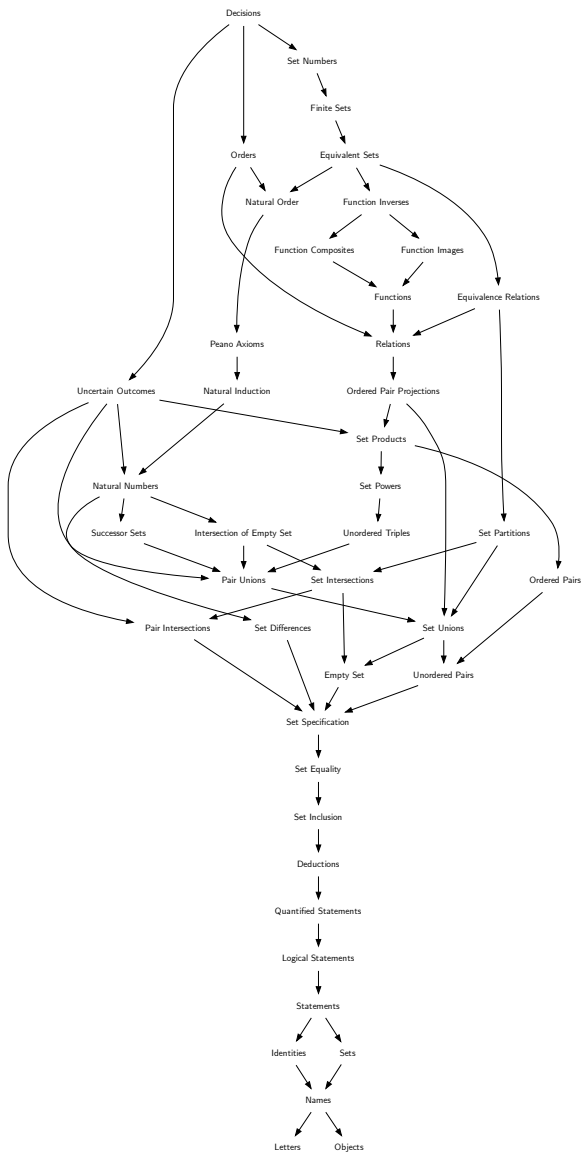 Decisions
Set Numbers
Finite Sets
Orders
Equivalent Sets
Natural Order
Function Inverses
Function Composites
Function Images
Functions
Equivalence Relations
Peano Axioms
Relations
Uncertain Outcomes
Natural Induction
Ordered Pair Projections
Set Products
Natural Numbers
Set Powers
Successor Sets
Intersection of Empty Set
Unordered Triples
Set Partitions
Pair Unions
Set Intersections
Ordered Pairs
Pair Intersections
Set Differences
Set Unions
Empty Set
Unordered Pairs
Set Specification
Set Equality
Set Inclusion
Deductions
Quantified Statements
Logical Statements
Statements
Identities
Sets
Names
Letters
Objects